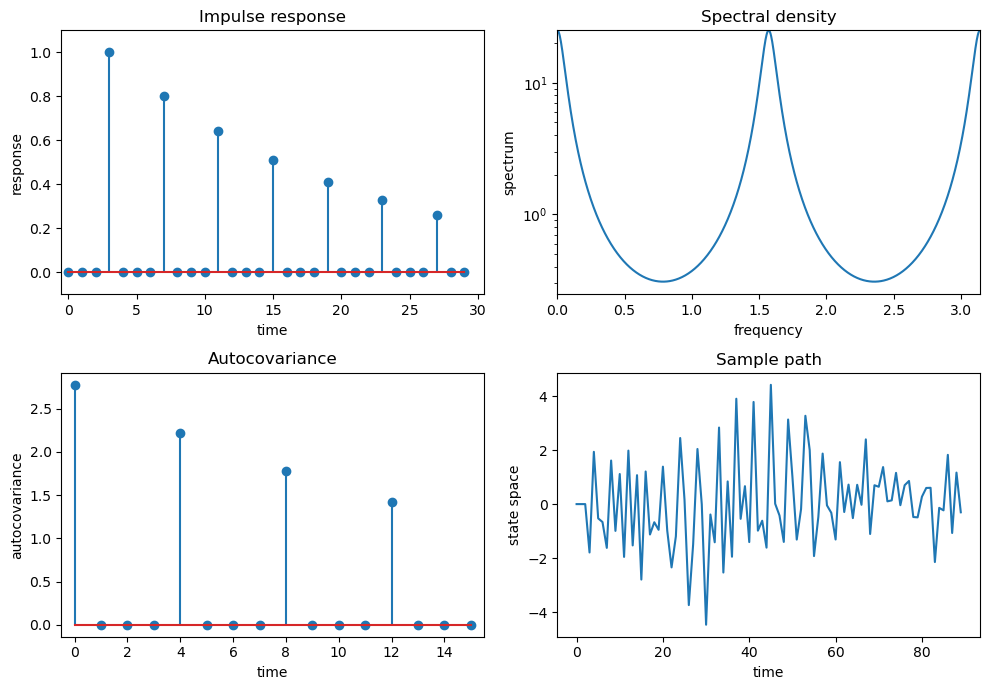 Impulse response
1.0
0.8
0.6
0.4
0.2
0.0
response
0 5 10 15 20 25 30
time
Spectral density
10¹
10⁰
spectrum
0.0 0.5 1.0 1.5 2.0 2.5 3.0
frequency
Autocovariance
2.5
2.0
1.5
1.0
0.5
0.0
autocovariance
0 2 4 6 8 10 12 14
time
Sample path
4
2
0
−2
−4
state space
0 20 40 60 80
time